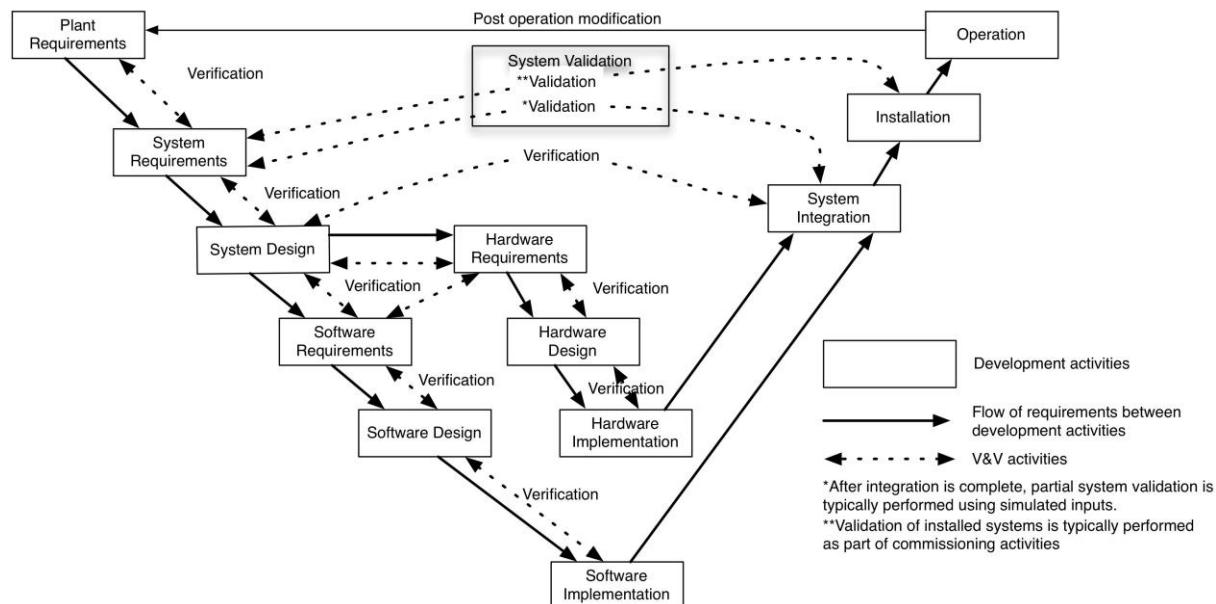 Plant
Requirements
Post operation modification
Operation
Verification
System Validation
**Validation
*Validation
Installation
System
Requirements
Verification
Verification
System
Integration
System Design
Hardware
Requirements
Verification
Verification
Software
Requirements
Hardware
Design
Verification
Verification
Software Design
Hardware
Implementation
Verification
Software
Implementation
Development activities
Flow of requirements between
development activities
V&V activities
*After integration is complete, partial system validation is
typically performed using simulated inputs.
**Validation of installed systems is typically performed
as part of commissioning activities